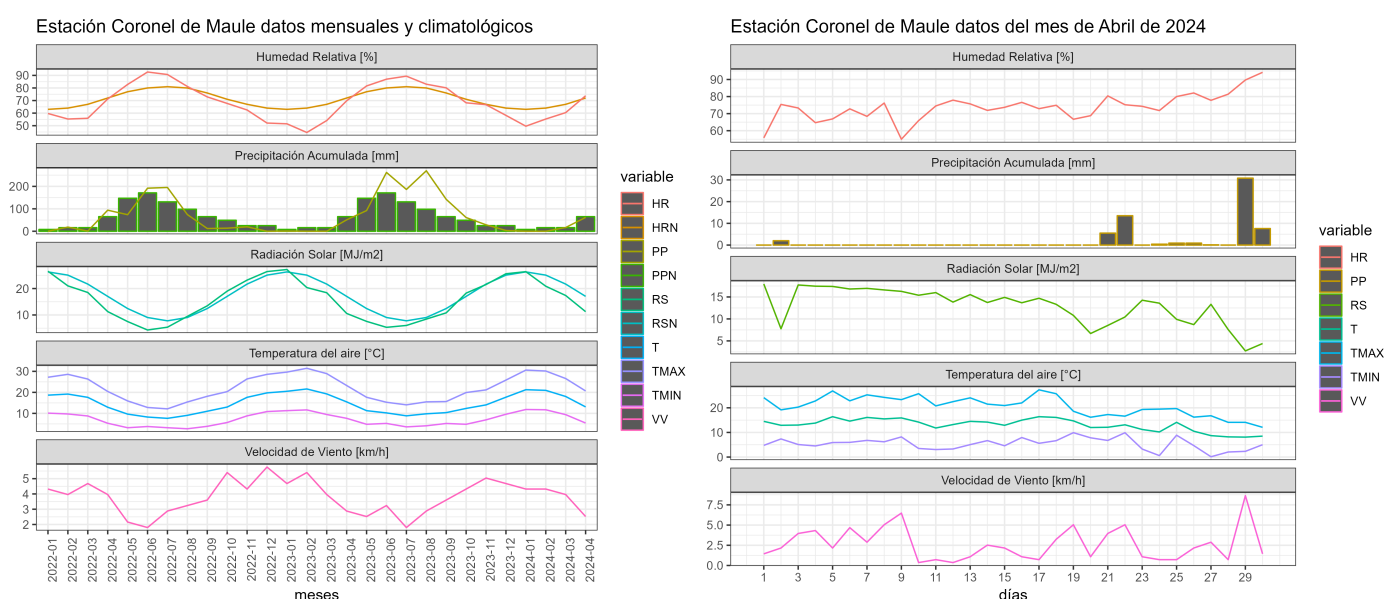 Estación Coronel de Maule datos mensuales y climatológicos
Humedad Relativa [%]
90
80
70
60
50
Precipitación Acumulada [mm]
200
100
0
Radiación Solar [MJ/m2]
20
10
Temperatura del aire [°C]
30
20
10
Velocidad de Viento [km/h]
5
4
3
2
2022-01
2022-02
2022-03
2022-04
2022-05
2022-06
2022-07
2022-08
2022-09
2022-10
2022-11
2022-12
2023-01
2023-02
2023-03
2023-04
2023-05
2023-06
2023-07
2023-08
2023-09
2023-10
2023-11
2023-12
2024-01
2024-02
2024-03
2024-04
meses
variable
HR
HRN
PP
PPN
RS
RSN
T
TMAX
TMIN
VV
Estación Coronel de Maule datos del mes de Abril de 2024
Humedad Relativa [%]
90
80
70
60
Precipitación Acumulada [mm]
30
20
10
0
Radiación Solar [MJ/m2]
15
10
5
Temperatura del aire [°C]
20
10
0
Velocidad de Viento [km/h]
7.5
5.0
2.5
0.0
1 3 5 7 9 11 13 15 17 19 21 23 25 27 29
días
variable
HR
PP
RS
T
TMAX
TMIN
VV